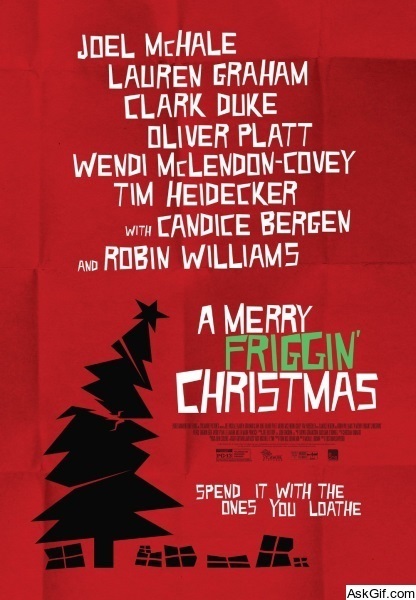 JOEL McHALE
LAUREN GRAHAM
CLARK DUKE
OLIVER PLATT
WENDI McLENDON-COVEY
TIM HEIDECKER
WITH CANDICE BERGEN
AND ROBIN WILLIAMS
A MERRY
FRIGGIN'
CHRISTMAS
SPEND IT WITH THE
ONES YOU LOATHE
AskGif.com